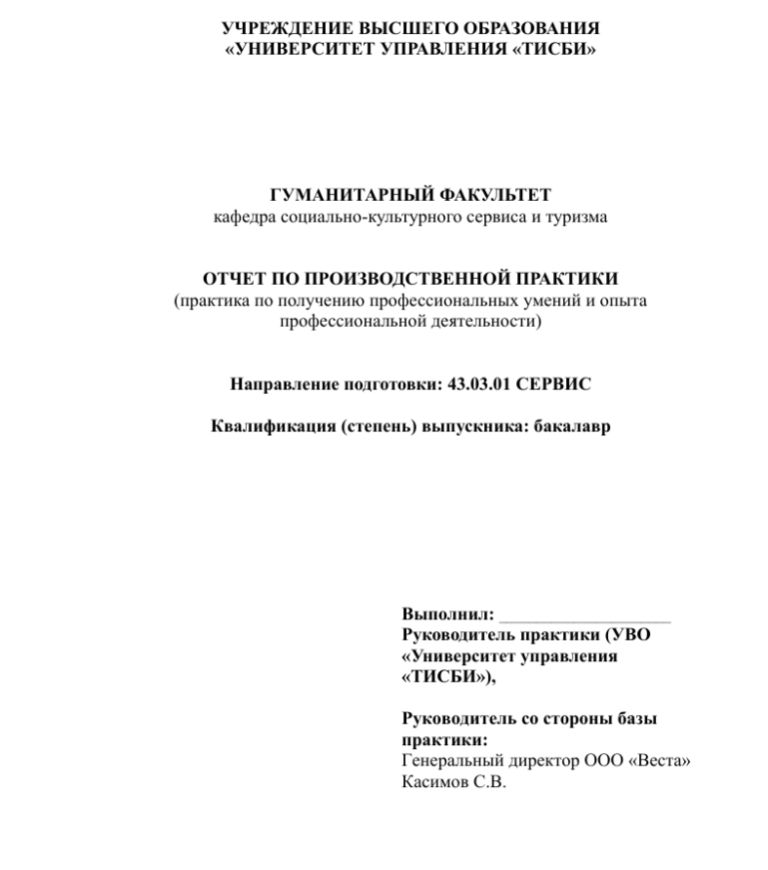 УЧРЕЖДЕНИЕ ВЫСШЕГО ОБРАЗОВАНИЯ
«УНИВЕРСИТЕТ УПРАВЛЕНИЯ «ТИСБИ»
ГУМАНИТАРНЫЙ ФАКУЛЬТЕТ
кафедра социально-культурного сервиса и туризма
ОТЧЕТ ПО ПРОИЗВОДСТВЕННОЙ ПРАКТИКИ
(практика по получению профессиональных умений и опыта
профессиональной деятельности)
Направление подготовки: 43.03.01 СЕРВИС
Квалификация (степень) выпускника: бакалавр
Выполнил: ___________________
Руководитель практики (УВО
«Университет управления
«ТИСБИ»),
Руководитель со стороны базы
практики:
Генеральный директор ООО «Веста»
Касимов С.В.